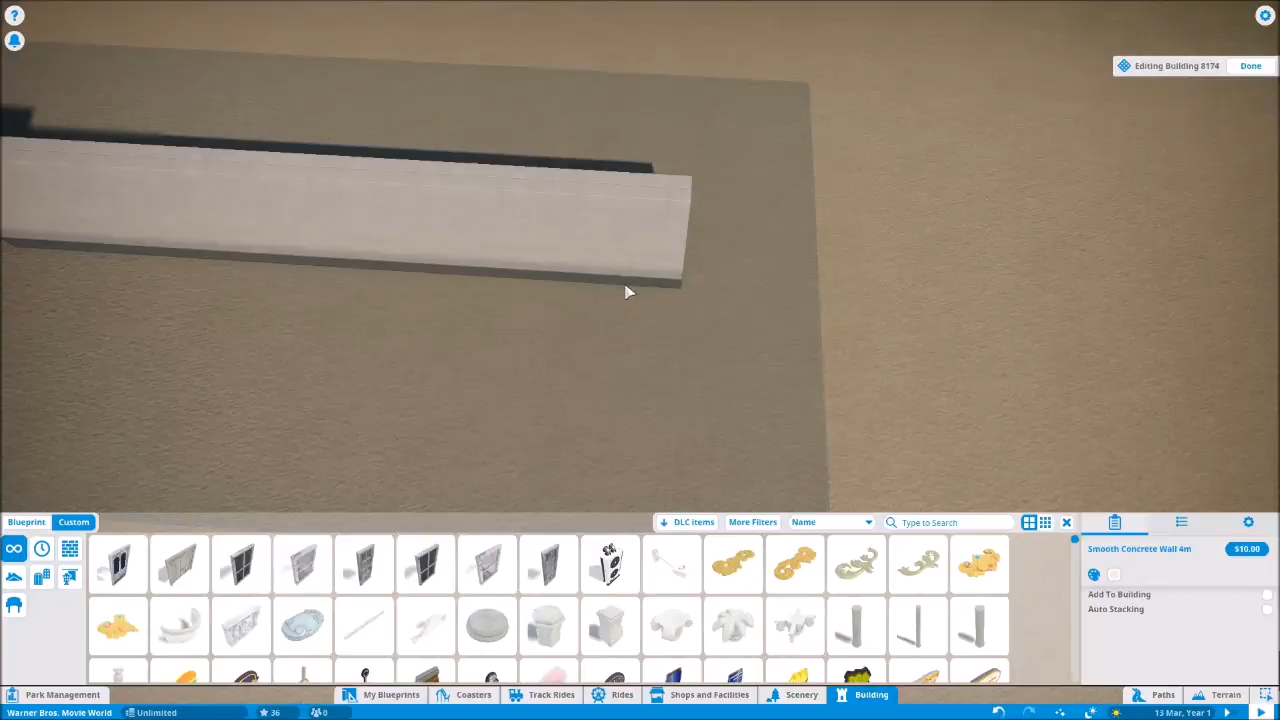 ?
Editing Building 8174 Done
Blueprint Custom
DLC items More Filters Name Type to Search
Smooth Concrete Wall 4m $10.00
Add To Building
Auto Stacking
Park Management My Blueprints Coasters Track Rides Rides Shops and Facilities Scenery Building Paths Terrain
Warner Bros. Movie World Unlimited 36 0 13 Mar, Year 1